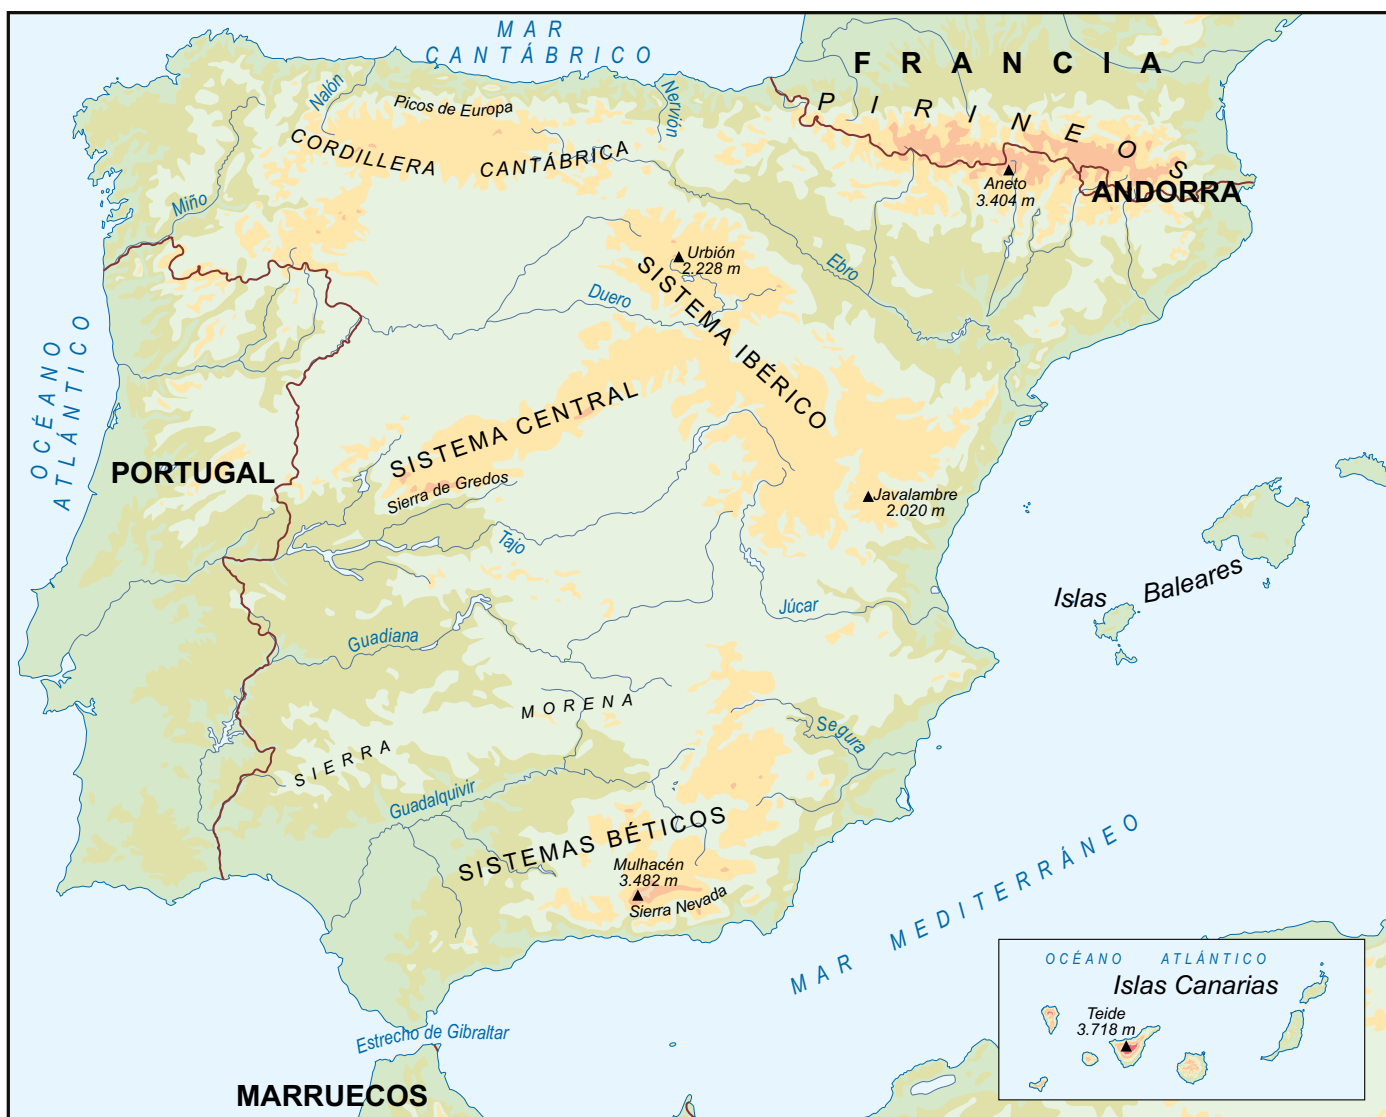 MAR
CANTÁBRICO
FRANCIA
PIRINEOS
Nalón
Picos de Europa
Nervión
CORDILLERA CANTÁBRICA
Aneto
3.404 m
ANDORRA
Miño
Urbión
2.228 m
Ebro
Duero
SISTEMA IBÉRICO
OCÉANO
ATLÁNTICO
SISTEMA CENTRAL
PORTUGAL
Sierra de Gredos
Javalambre
2.020 m
Tajo
Islas Baleares
Júcar
Guadiana
SIERRA MORENA
Segura
Guadalquivir
SISTEMAS BÉTICOS
Mulhacén
3.482 m
Sierra Nevada
MAR MEDITERRÁNEO
OCÉANO ATLÁNTICO
Islas Canarias
Teide
3.718 m
Estrecho de Gibraltar
MARRUECOS